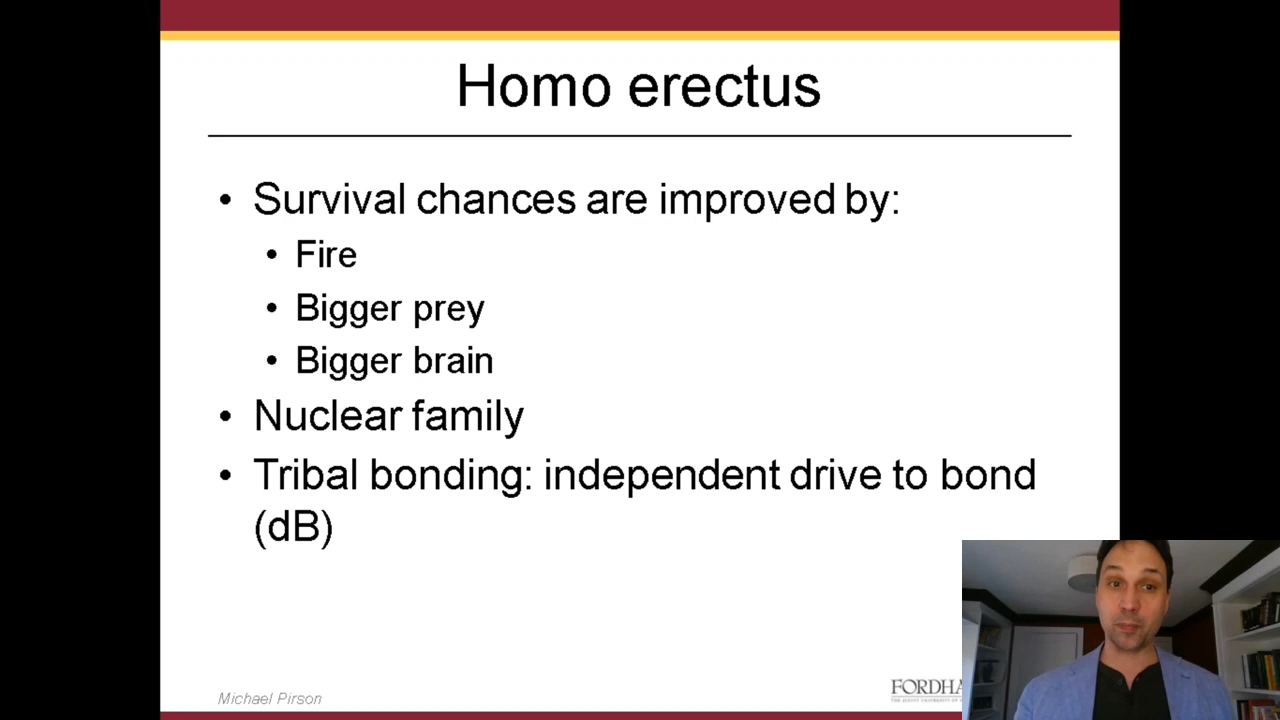 Homo erectus
• Survival chances are improved by:
• Fire
• Bigger prey
• Bigger brain
• Nuclear family
• Tribal bonding: independent drive to bond
(dB)
Michael Pirson
FORDHA